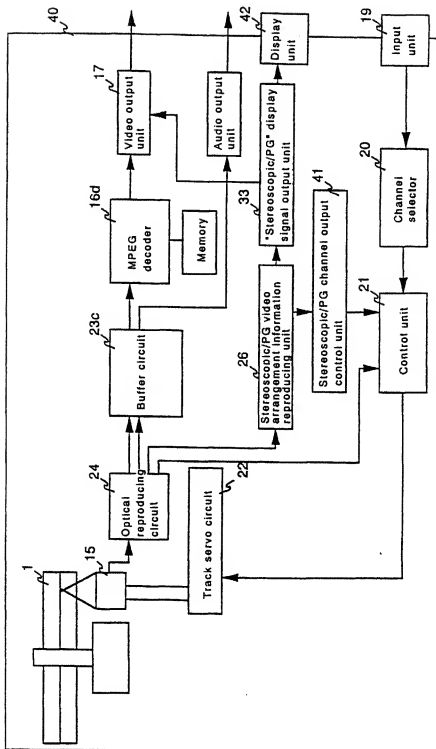 40
17
Video output
unit
Audio output
unit
42
Display
unit
19
Input unit
16d
MPEG
decoder
Memory
"Stereoscopic/PG" display
signal output unit
33
20
Channel
selector
23c
Buffer circuit
26
Stereoscopic/PG video
arrangement information
reproducing unit
Stereoscopic/PG channel output
control unit
41
21
Control unit
24
Optical
reproducing
circuit
22
Track servo circuit
1
15